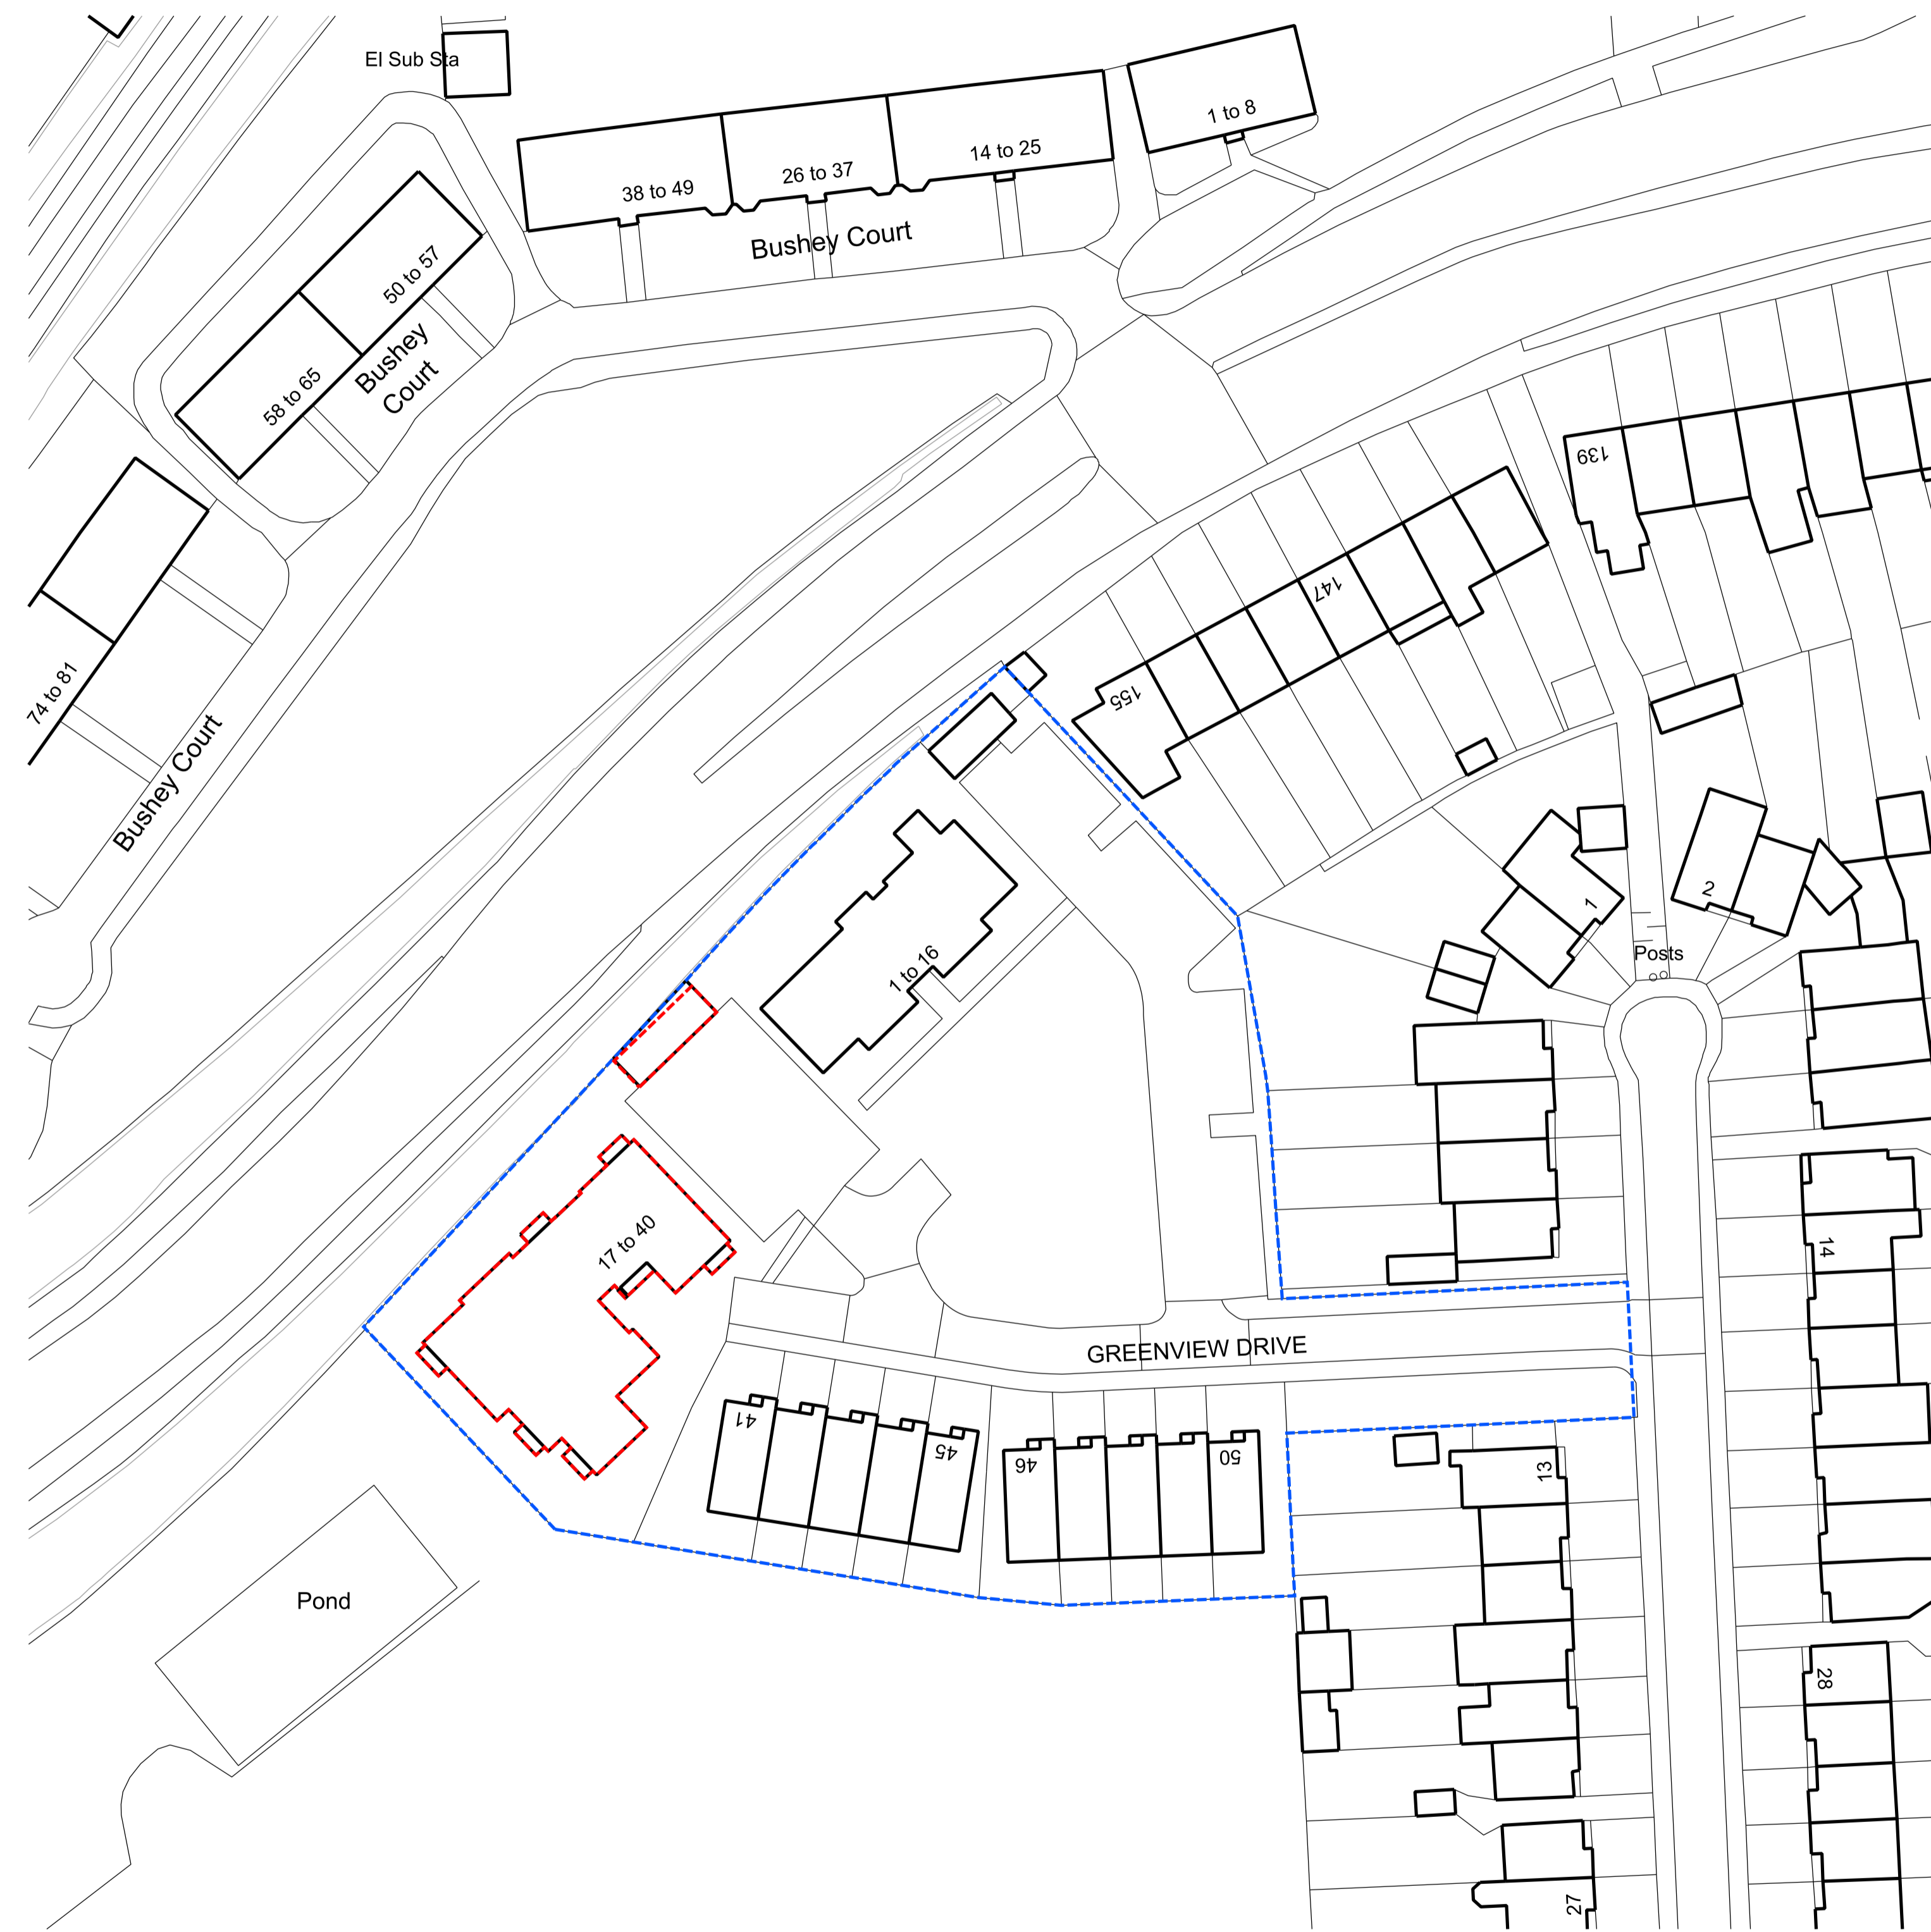 El Sub Sta
1 to 8
14 to 25
26 to 37
38 to 49
Bushey Court
50 to 57
58 to 65
Bushey
Court
139
147
155
74 to 81
Bushey Court
1
2
Posts
1 to 16
17 to 40
14
GREENVIEW DRIVE
41
45
46
50
13
Pond
28
27